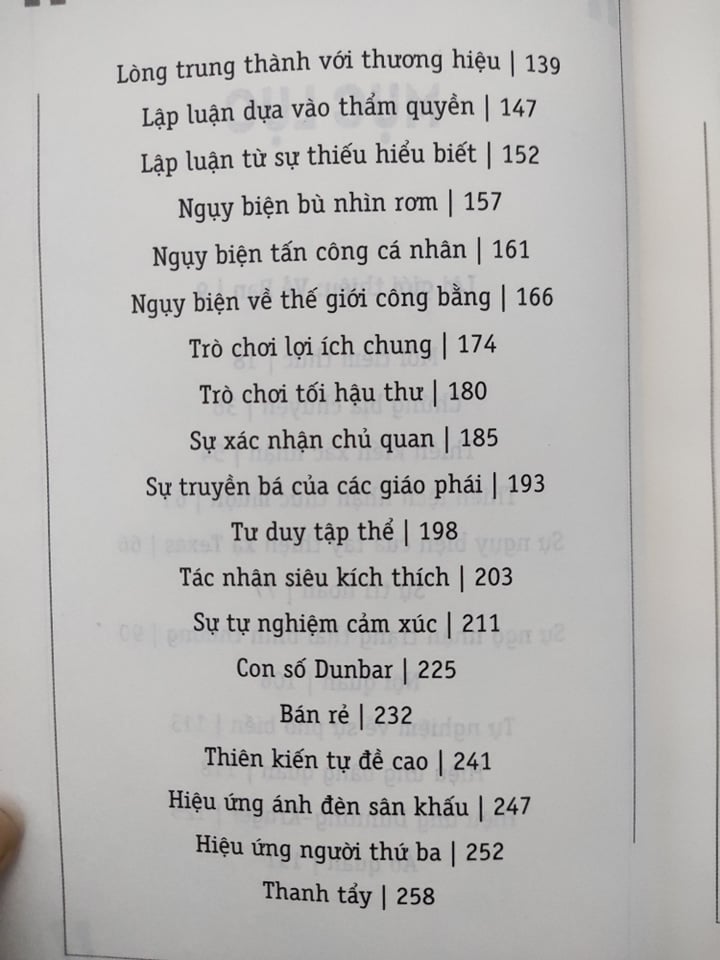 Lòng trung thành với thương hiệu | 139
Lập luận dựa vào thẩm quyền | 147
Lập luận từ sự thiếu hiểu biết | 152
Ngụy biện bù nhìn rơm | 157
Ngụy biện tấn công cá nhân | 161
Ngụy biện về thế giới công bằng | 166
Trò chơi lợi ích chung | 174
Trò chơi tối hậu thư | 180
Sự xác nhận chủ quan | 185
Sự truyền bá của các giáo phái | 193
Tư duy tập thể | 198
Tác nhân siêu kích thích | 203
Sự tự nghiệm cảm xúc | 211
Con số Dunbar | 225
Bán rẻ | 232
Thiên kiến tự đề cao | 241
Hiệu ứng ánh đèn sân khấu | 247
Hiệu ứng người thứ ba | 252
Thanh tẩy | 258